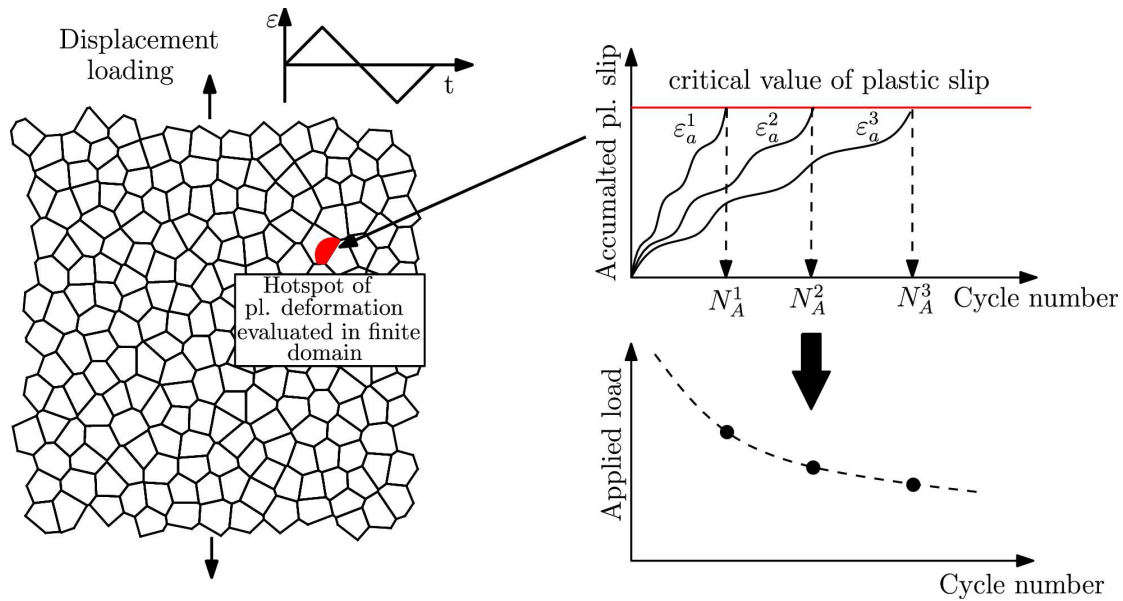 Displacement
loading
ε
t
Hotspot of
pl. deformation
evaluated in finite
domain
Accumalted pl. slip
critical value of plastic slip
ε_a^1
ε_a^2
ε_a^3
N_A^1
N_A^2
N_A^3
Cycle number
Applied load
Cycle number